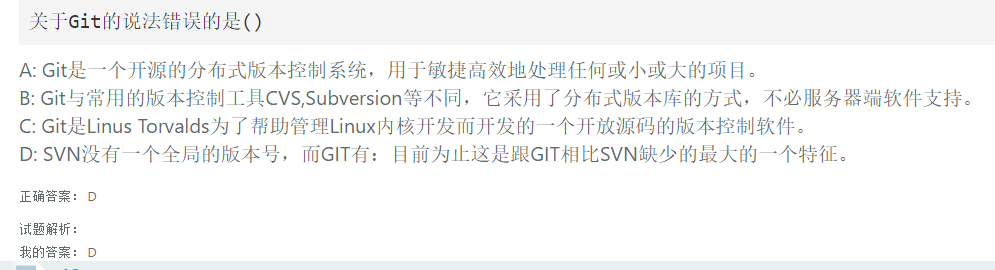 关于Git的说法错误的是()
A: Git是一个开源的分布式版本控制系统，用于敏捷高效地处理任何或小或大的项目。
B: Git与常用的版本控制工具CVS,Subversion等不同，它采用了分布式版本库的方式，不必服务器端软件支持。
C: Git是Linus Torvalds为了帮助管理Linux内核开发而开发的一个开放源码的版本控制软件。
D: SVN没有一个全局的版本号，而GIT有：目前为止这是跟GIT相比SVN缺少的最大的一个特征。
正确答案： D
试题解析：
我的答案： D